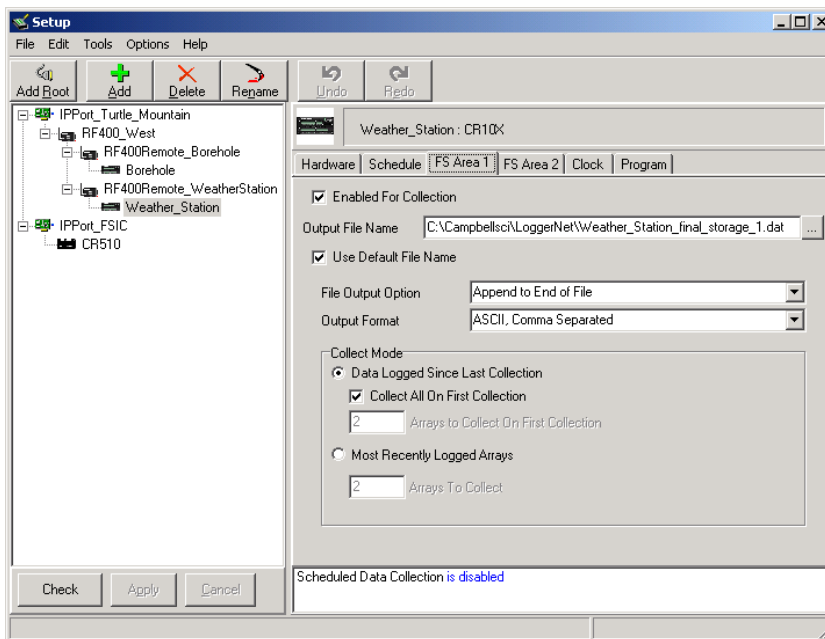 Setup
File Edit Tools Options Help
Add Root Add Delete Rename Undo Redo
IPPort_Turtle_Mountain
RF400_West
RF400Remote_Borehole
Borehole
RF400Remote_WeatherStation
Weather_Station
IPPort_FSIC
CR510
Weather_Station : CR10X
Hardware Schedule FS Area 1 FS Area 2 Clock Program
Enabled For Collection
Output File Name C:\Campbellsci\LoggerNet\Weather_Station_final_storage_1.dat ...
Use Default File Name
File Output Option Append to End of File
Output Format ASCII, Comma Separated
Collect Mode
Data Logged Since Last Collection
Collect All On First Collection
2 Arrays to Collect On First Collection
Most Recently Logged Arrays
2 Arrays To Collect
Check Apply Cancel
Scheduled Data Collection is disabled